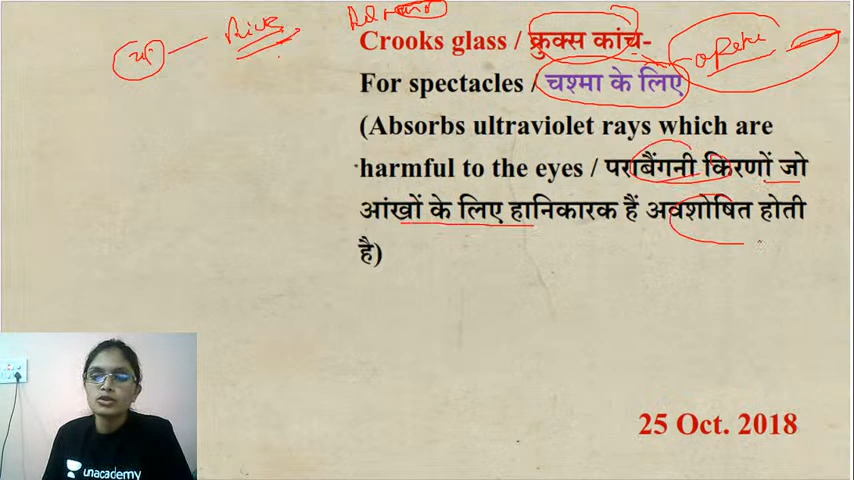 Crooks glass / क्रुक्स कांच-
For spectacles / चश्मा के लिए
(Absorbs ultraviolet rays which are
harmful to the eyes / पराबैंगनी किरणों जो
आंखों के लिए हानिकारक हैं अवशोषित होती
है)
25 Oct. 2018
unacademy